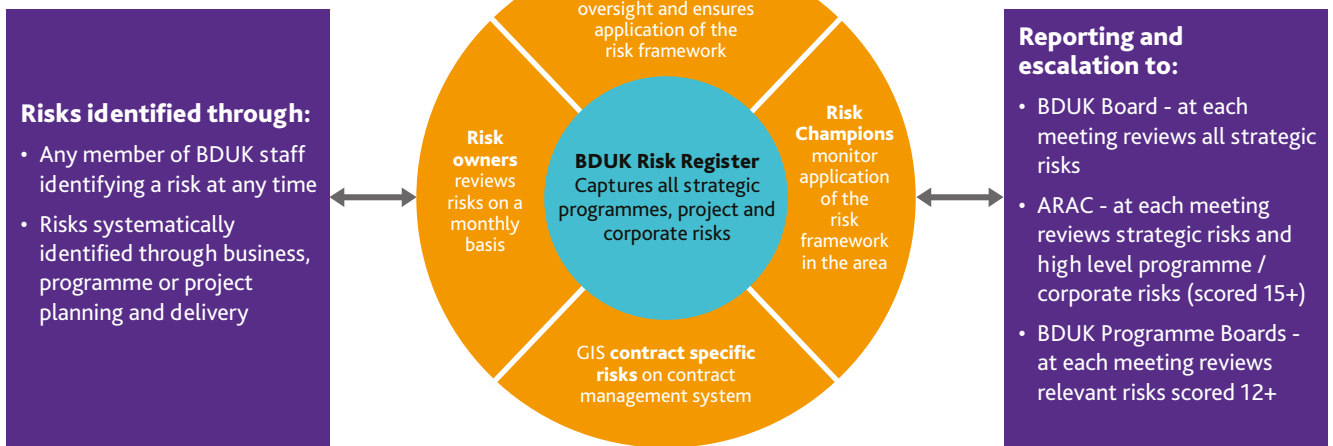 Risks identified through:
• Any member of BDUK staff
identifying a risk at any time
• Risks systematically
identified through business,
programme or project
planning and delivery
oversight and ensures
application of the
risk framework
Risk
owners
reviews
risks on a
monthly
basis
BDUK Risk Register
Captures all strategic
programmes, project and
corporate risks
Risk
Champions
monitor
application
of the
risk
framework
in the area
GIS contract specific
risks on contract
management system
Reporting and
escalation to:
• BDUK Board - at each
meeting reviews all strategic
risks
• ARAC - at each meeting
reviews strategic risks and
high level programme /
corporate risks (scored 15+)
• BDUK Programme Boards -
at each meeting reviews
relevant risks scored 12+